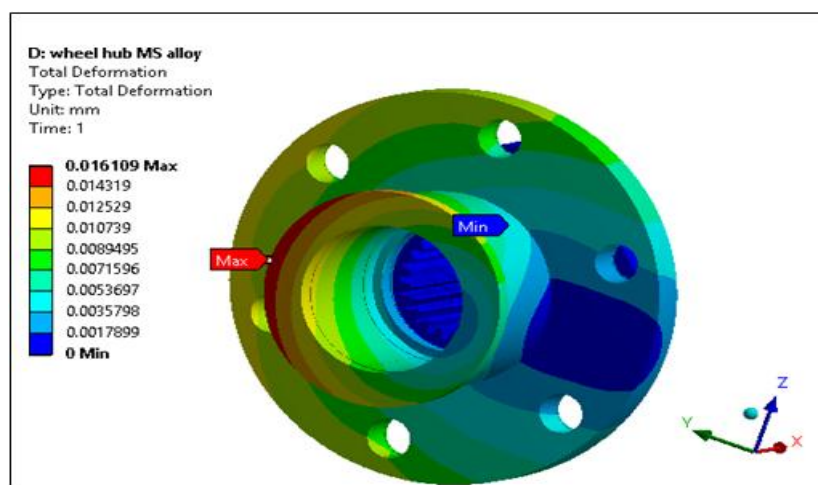 D: wheel hub MS alloy
Total Deformation
Type: Total Deformation
Unit: mm
Time: 1
0.016109 Max
0.014319
0.012529
0.010739
0.0089495
0.0071596
0.0053697
0.0035798
0.0017899
0 Min
Min
Max
Z
Y
X